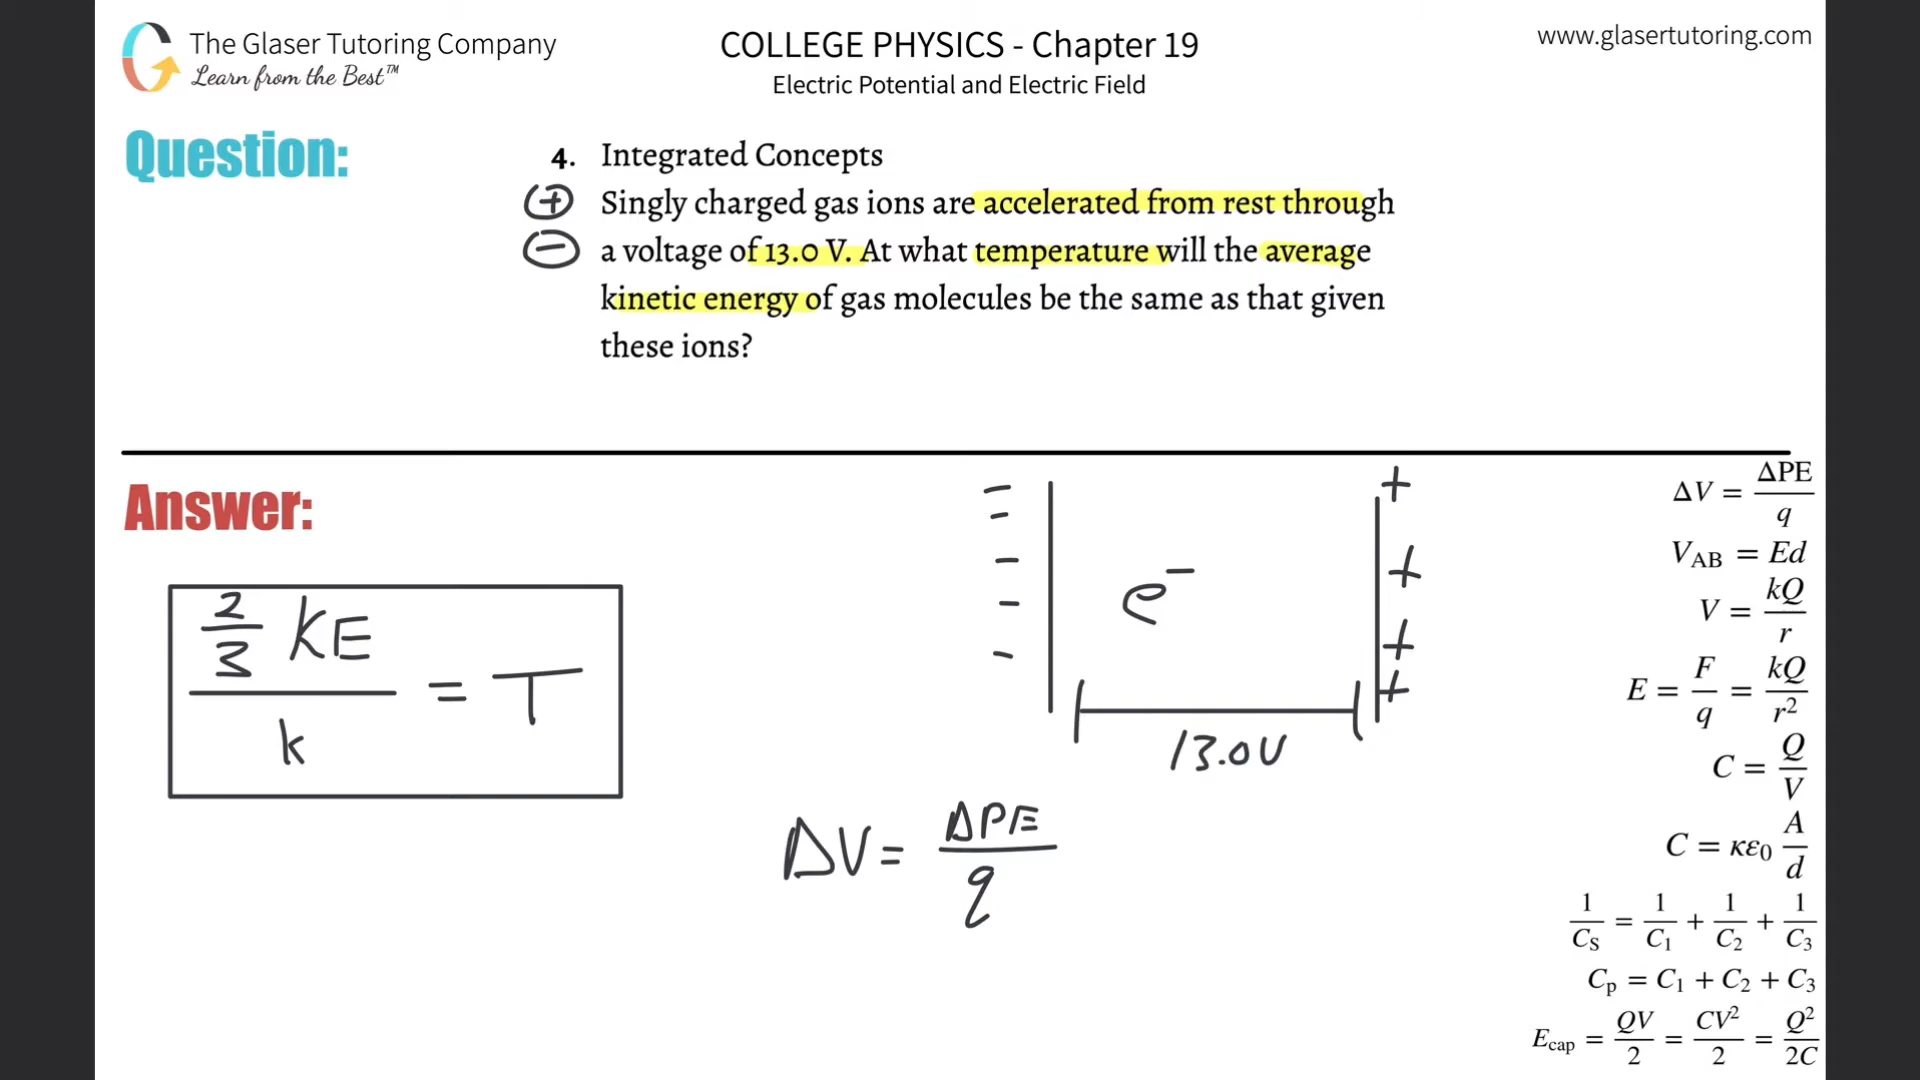 The Glaser Tutoring Company
Learn from the Best™
COLLEGE PHYSICS - Chapter 19
Electric Potential and Electric Field
www.glasertutoring.com
Question:
4. Integrated Concepts
(+) Singly charged gas ions are accelerated from rest through
(−) a voltage of 13.0 V. At what temperature will the average
kinetic energy of gas molecules be the same as that given
these ions?
Answer:
2/3 KE / k = T
− − − − −
e⁻
+ + + +
13.0V
ΔV = ΔPE / q
ΔV = ΔPE / q
V_AB = Ed
V = kQ / r
E = F / q = kQ / r²
C = Q / V
C = κε₀ A / d
1 / C_S = 1 / C₁ + 1 / C₂ + 1 / C₃
C_p = C₁ + C₂ + C₃
E_cap = QV / 2 = CV² / 2 = Q² / 2C